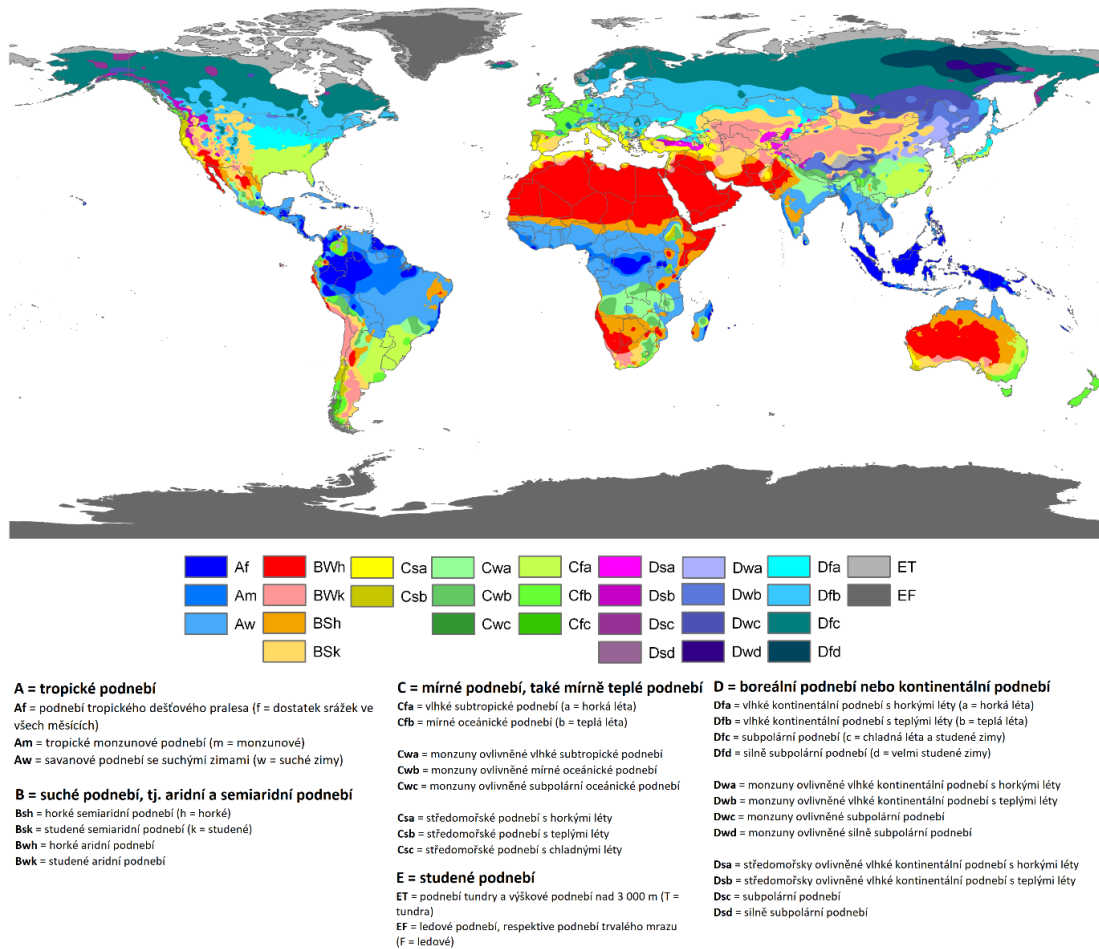 Af BWh Csa Cwa Cfa Dsa Dwa Dfa ET
Am BWk Csb Cwb Cfb Dsb Dwb Dfb EF
Aw BSh Cwc Cfc Dsc Dwc Dfc
BSk Dsd Dwd Dfd
A = tropické podnebí
Af = podnebí tropického dešťového pralesa (f = dostatek srážek ve
všech měsících)
Am = tropické monzunové podnebí (m = monzunové)
Aw = savanové podnebí se suchými zimami (w = suché zimy)
B = suché podnebí, tj. aridní a semiaridní podnebí
Bsh = horké semiaridní podnebí (h = horké)
Bsk = studené semiaridní podnebí (k = studené)
Bwh = horké aridní podnebí
Bwk = studené aridní podnebí
C = mírné podnebí, také mírně teplé podnebí
Cfa = vlhké subtropické podnebí (a = horká léta)
Cfb = mírné oceánické podnebí (b = teplá léta)
Cwa = monzuny ovlivněné vlhké subtropické podnebí
Cwb = monzuny ovlivněné mírné oceánické podnebí
Cwc = monzuny ovlivněné subpolární oceánické podnebí
Csa = středomořské podnebí s horkými léty
Csb = středomořské podnebí s teplými léty
Csc = středomořské podnebí s chladnými léty
E = studené podnebí
ET = podnebí tundry a výškové podnebí nad 3 000 m (T =
tundra)
EF = ledové podnebí, respektive podnebí trvalého mrazu
(F = ledové)
D = boreální podnebí nebo kontinentální podnebí
Dfa = vlhké kontinentální podnebí s horkými léty (a = horká léta)
Dfb = vlhké kontinentální podnebí s teplými léty (b = teplá léta)
Dfc = subpolární podnebí (c = chladná léta a studené zimy)
Dfd = silně subpolární podnebí (d = velmi studené zimy)
Dwa = monzuny ovlivněné vlhké kontinentální podnebí s horkými léty
Dwb = monzuny ovlivněné vlhké kontinentální podnebí s teplými léty
Dwc = monzuny ovlivněné subpolární podnebí
Dwd = monzuny ovlivněné silně subpolární podnebí
Dsa = středomořsky ovlivněné vlhké kontinentální podnebí s horkými léty
Dsb = středomořsky ovlivněné vlhké kontinentální podnebí s teplými léty
Dsc = subpolární podnebí
Dsd = silně subpolární podnebí